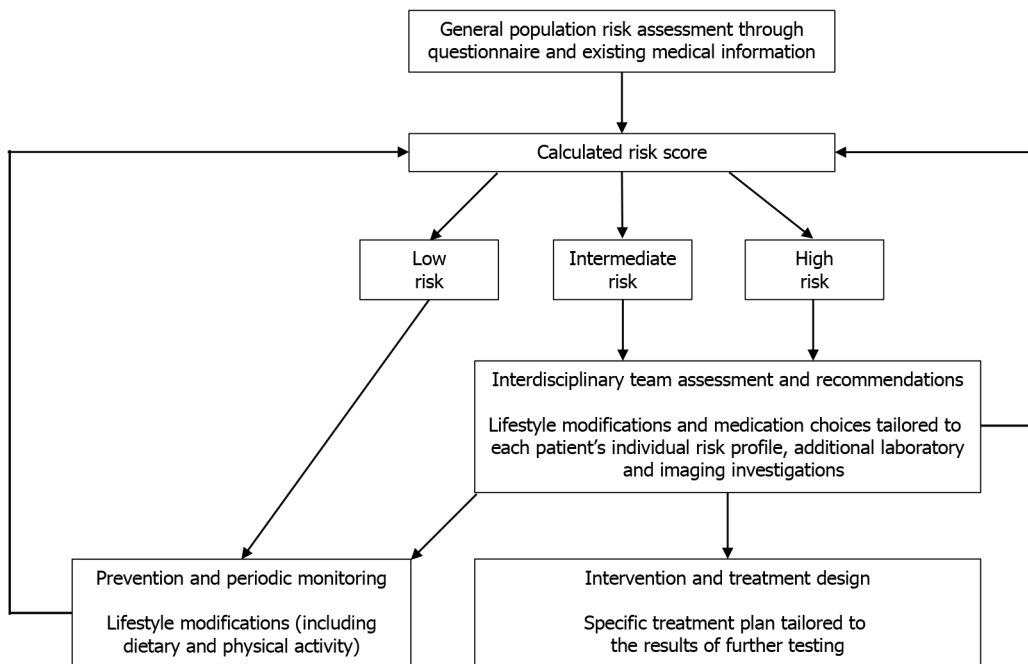 General population risk assessment through
questionnaire and existing medical information
Calculated risk score
Low
risk
Intermediate
risk
High
risk
Interdisciplinary team assessment and recommendations
Lifestyle modifications and medication choices tailored to
each patient's individual risk profile, additional laboratory
and imaging investigations
Prevention and periodic monitoring
Lifestyle modifications (including
dietary and physical activity)
Intervention and treatment design
Specific treatment plan tailored to
the results of further testing